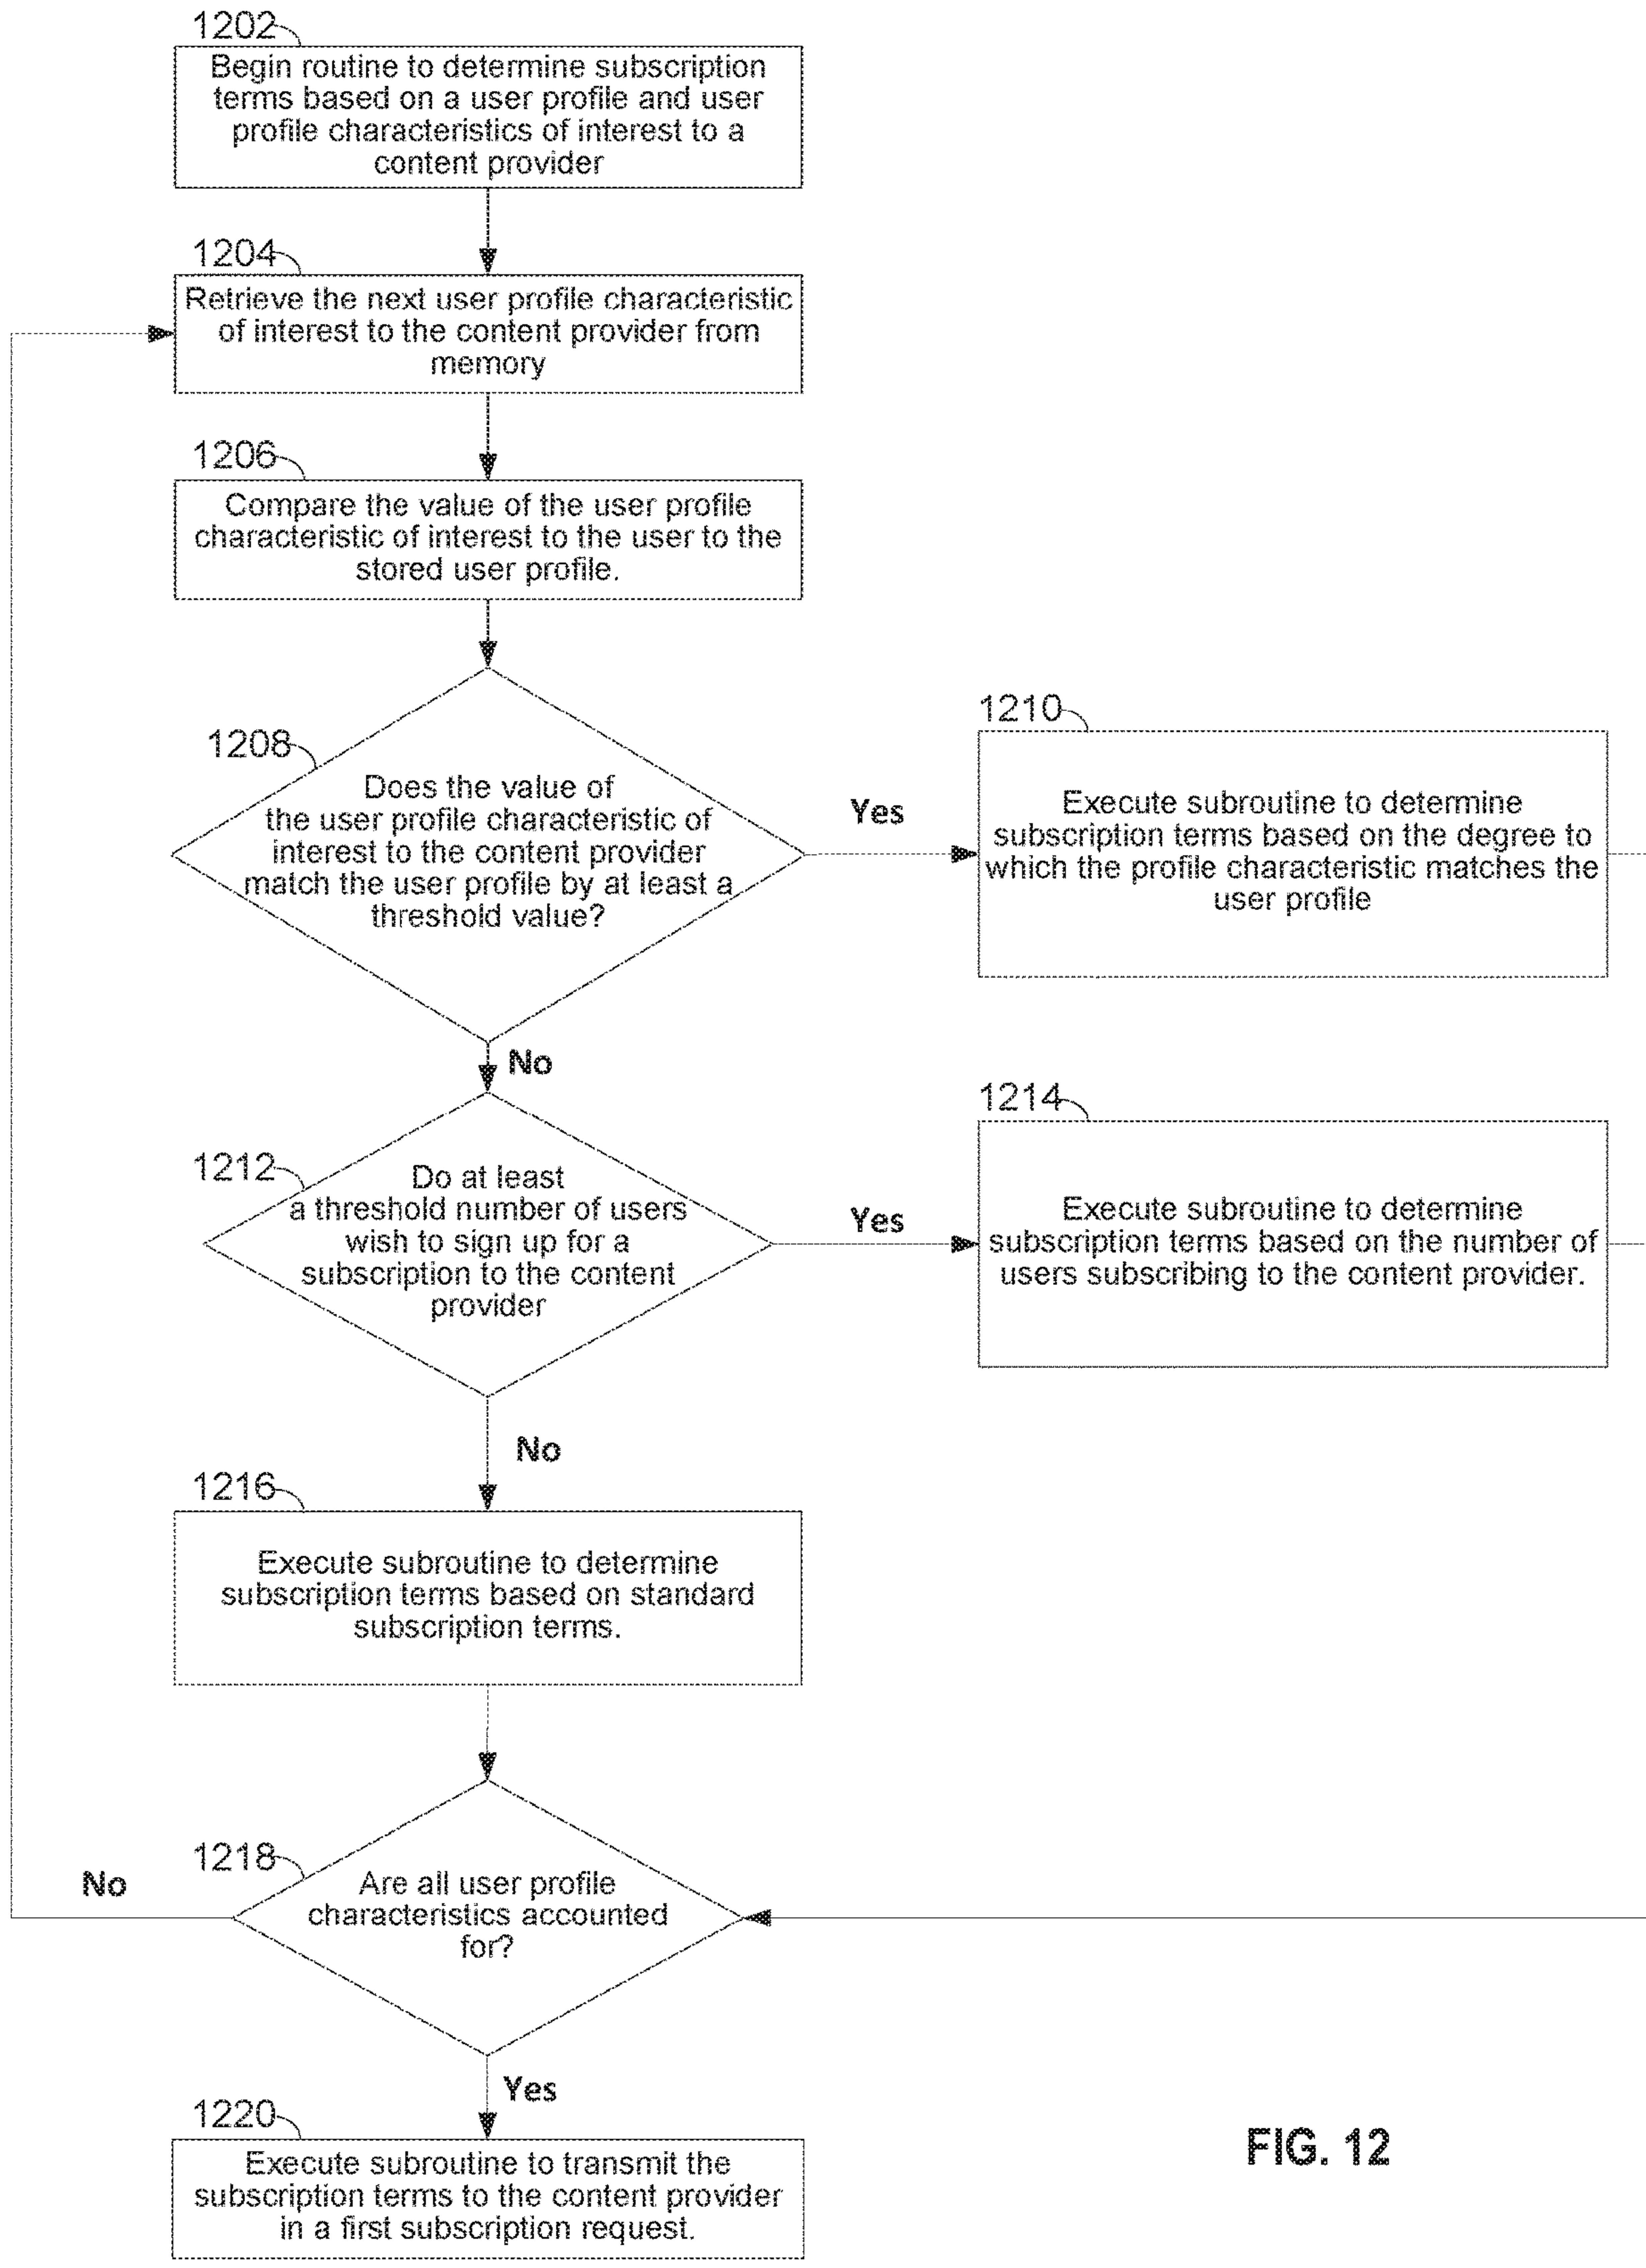 1202
Begin routine to determine subscription
terms based on a user profile and user
profile characteristics of interest to a
content provider
1204
Retrieve the next user profile characteristic
of interest to the content provider from
memory
1206
Compare the value of the user profile
characteristic of interest to the user to the
stored user profile.
1208
Does the value of
the user profile characteristic of
interest to the content provider
match the user profile by at least a
threshold value?
Yes
1210
Execute subroutine to determine
subscription terms based on the degree to
which the profile characteristic matches the
user profile
No
1212
Do at least
a threshold number of users
wish to sign up for a
subscription to the content
provider
Yes
1214
Execute subroutine to determine
subscription terms based on the number of
users subscribing to the content provider.
No
1216
Execute subroutine to determine
subscription terms based on standard
subscription terms.
1218
Are all user profile
characteristics accounted
for?
No
Yes
1220
Execute subroutine to transmit the
subscription terms to the content provider
in a first subscription request.
FIG. 12